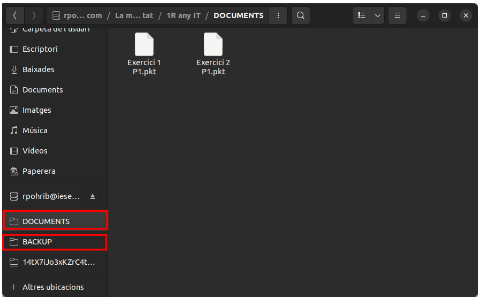 rpo... com / La m... tat / 1R any IT / DOCUMENTS
Carpeta de l'usuari
Escriptori
Baixades
Documents
Imatges
Música
Vídeos
Paperera
rpohrib@iese...
DOCUMENTS
BACKUP
14tX7iJo3xKZrC4t...
Altres ubicacions
Exercici 1
P1.pkt
Exercici 2
P1.pkt